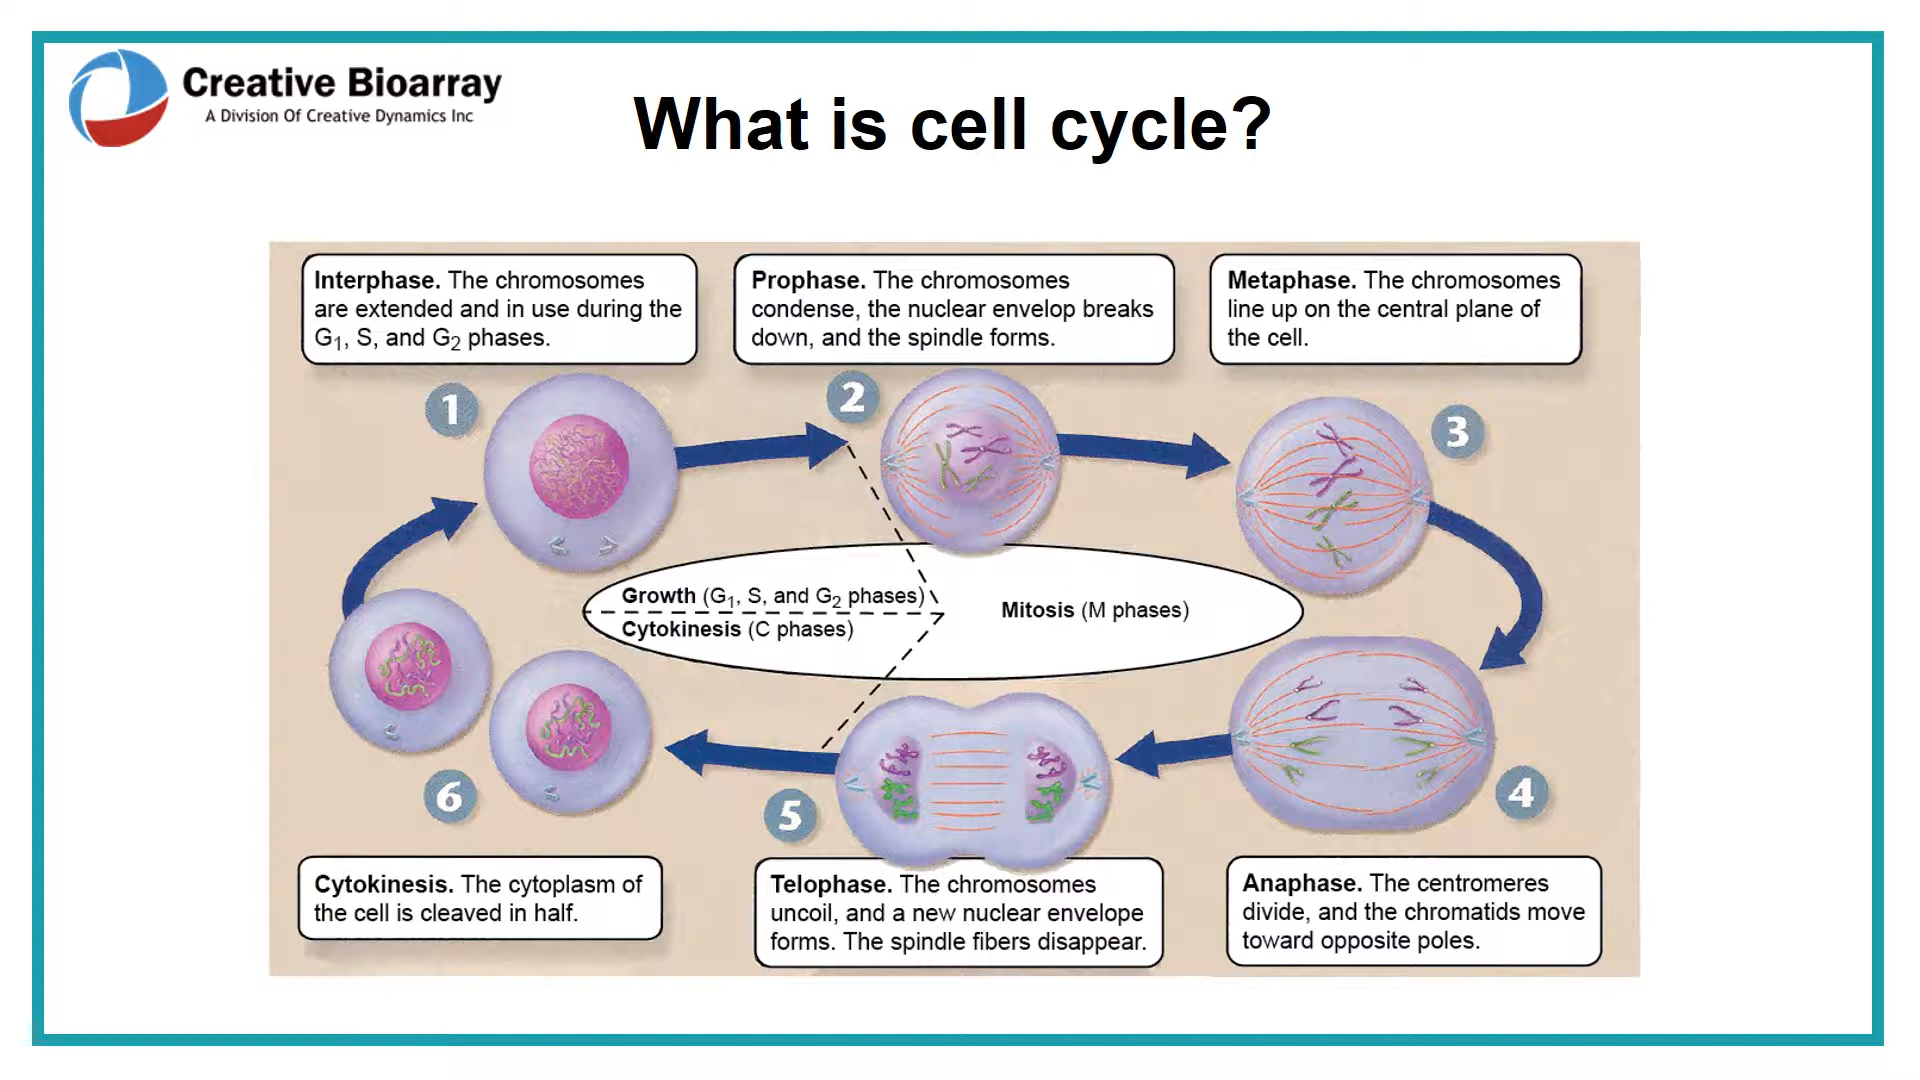 Creative Bioarray
A Division Of Creative Dynamics Inc
What is cell cycle?
Interphase. The chromosomes
are extended and in use during the
G1, S, and G2 phases.
Prophase. The chromosomes
condense, the nuclear envelop breaks
down, and the spindle forms.
Metaphase. The chromosomes
line up on the central plane of
the cell.
1
2
3
Growth (G1, S, and G2 phases)
Cytokinesis (C phases)
Mitosis (M phases)
6
5
4
Cytokinesis. The cytoplasm of
the cell is cleaved in half.
Telophase. The chromosomes
uncoil, and a new nuclear envelope
forms. The spindle fibers disappear.
Anaphase. The centromeres
divide, and the chromatids move
toward opposite poles.